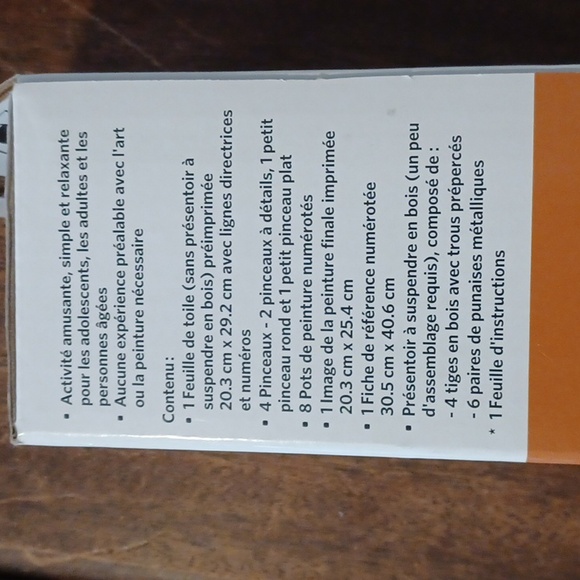 ▪ Activité amusante, simple et relaxante
pour les adolescents, les adultes et les
personnes âgées
▪ Aucune expérience préalable avec l'art
ou la peinture nécessaire
Contenu :
▪ 1 Feuille de toile (sans présentoir à
suspendre en bois) préimprimée
20.3 cm x 29.2 cm avec lignes directrices
et numéros
▪ 4 Pinceaux - 2 pinceaux à détails, 1 petit
pinceau rond et 1 petit pinceau plat
▪ 8 Pots de peinture numérotés
▪ 1 Image de la peinture finale imprimée
20.3 cm x 25.4 cm
▪ 1 Fiche de référence numérotée
30.5 cm x 40.6 cm
▪ Présentoir à suspendre en bois (un peu
d'assemblage requis), composé de :
- 4 tiges en bois avec trous prépercés
- 6 paires de punaises métalliques
* 1 Feuille d'instructions